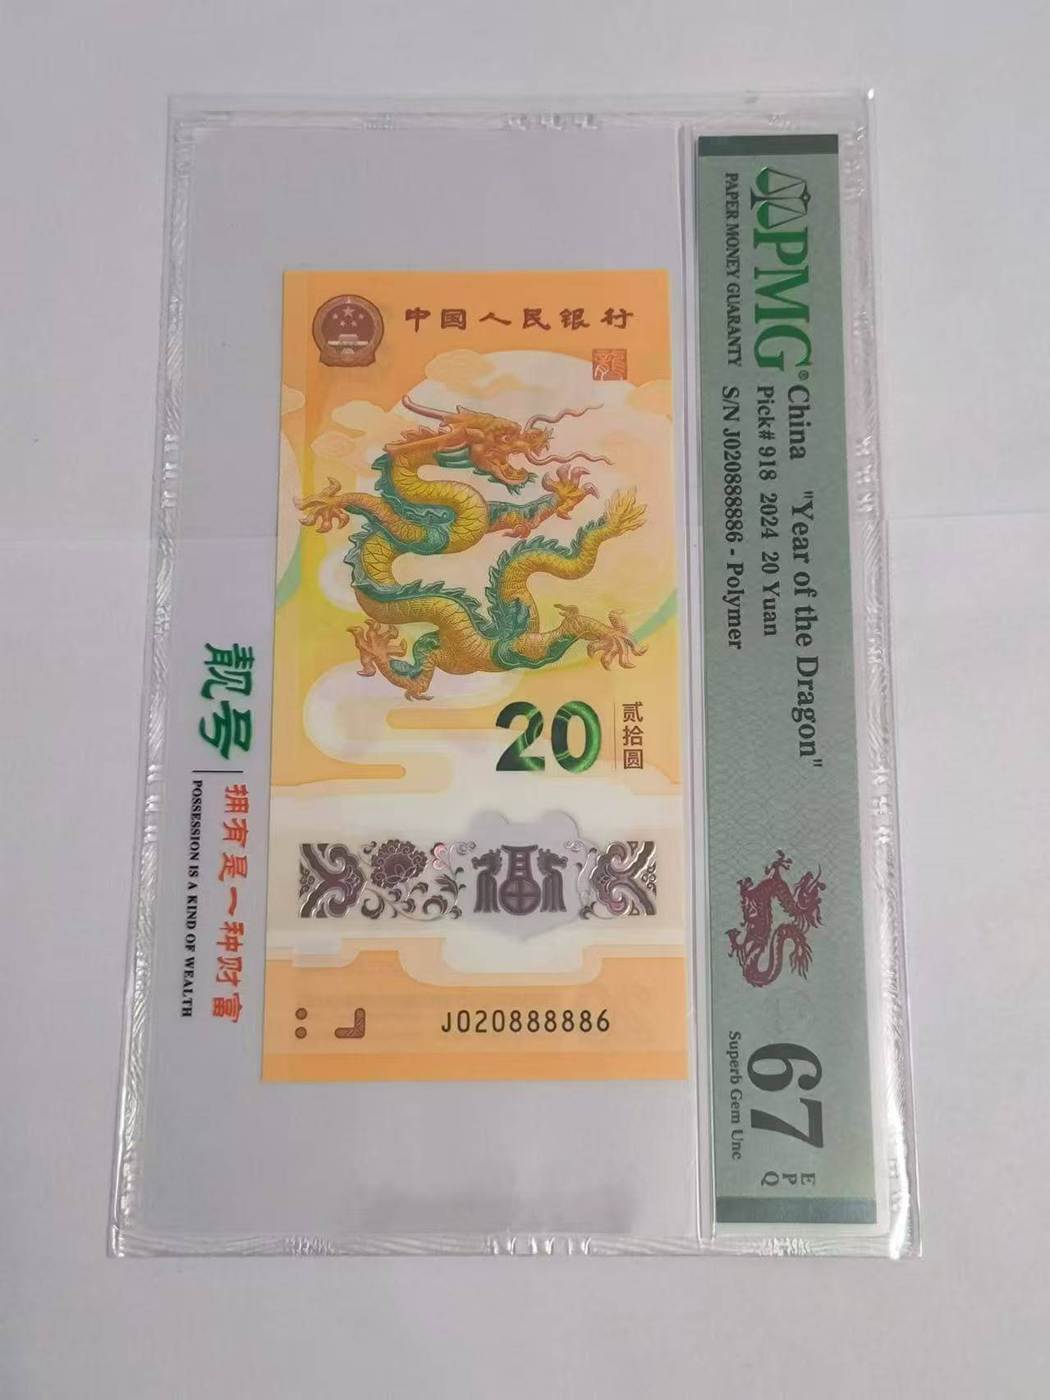 中国人民银行
龍
20
贰拾圆
J020888886
PMG®
PAPER MONEY GUARANTY
China "Year of the Dragon"
Pick# 918 2024 20 Yuan
S/N J020888886 - Polymer
67
EPQ
Superb Gem Unc
靓号
拥有是一种财富
POSSESSION IS A KIND OF WEALTH